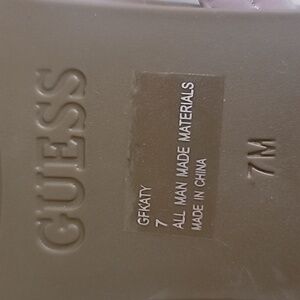 GUESS
GFKATY
7
ALL MAN MADE MATERIALS
MADE IN CHINA
7M